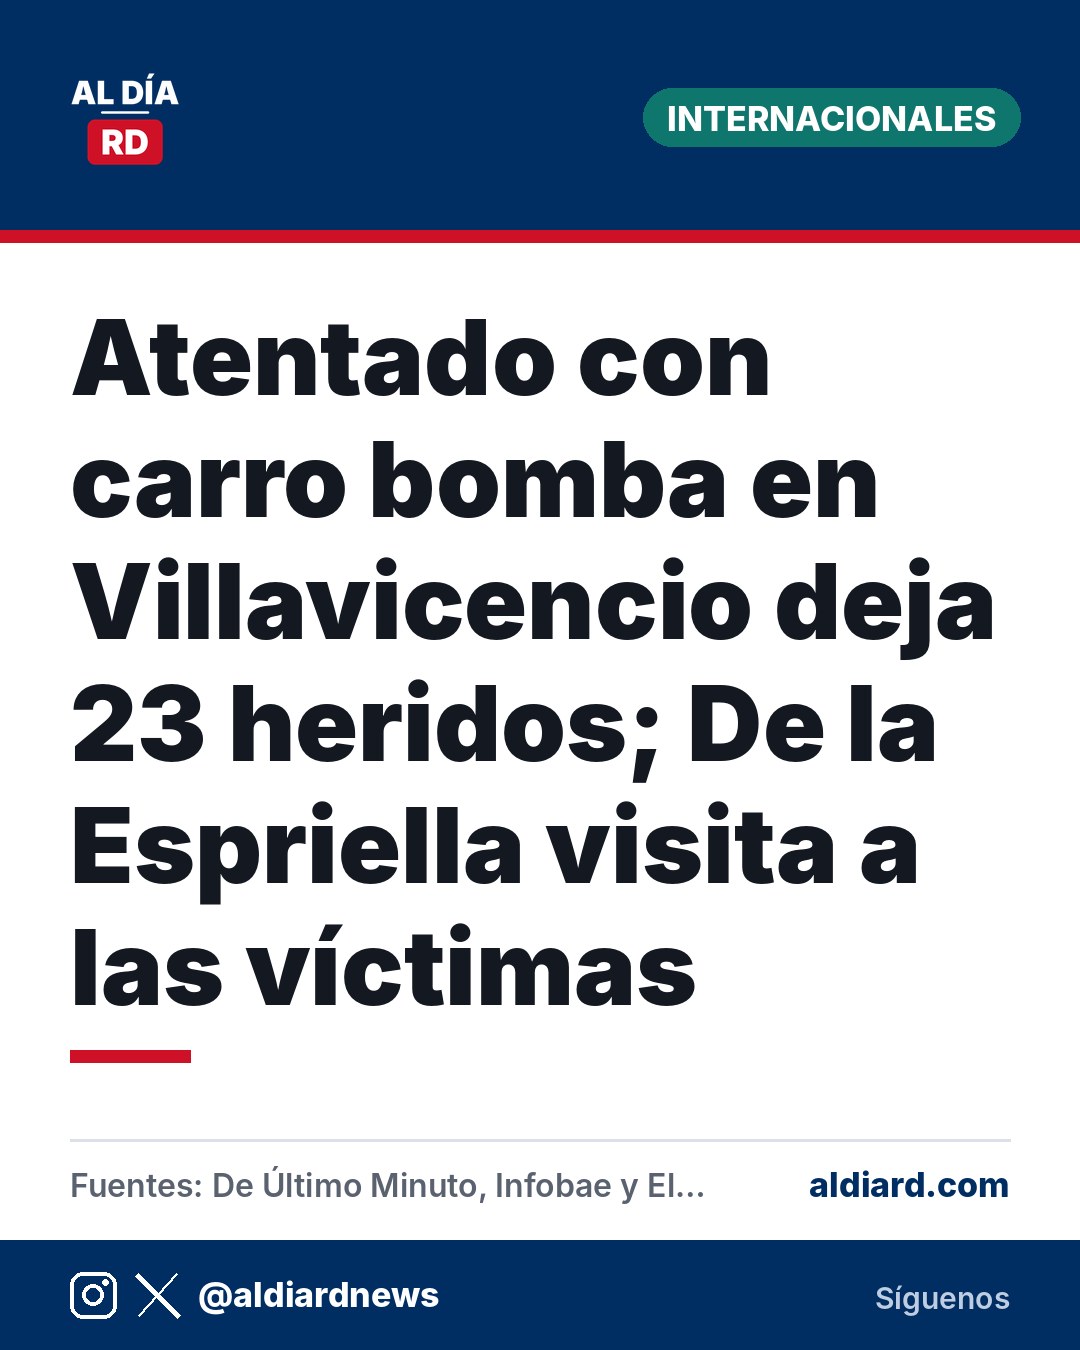 AL DÍA
RD
INTERNACIONALES
Atentado con
carro bomba en
Villavicencio deja
23 heridos; De la
Espriella visita a
las víctimas
Fuentes: De Último Minuto, Infobae y El...
aldiard.com
@aldiardnews
Síguenos